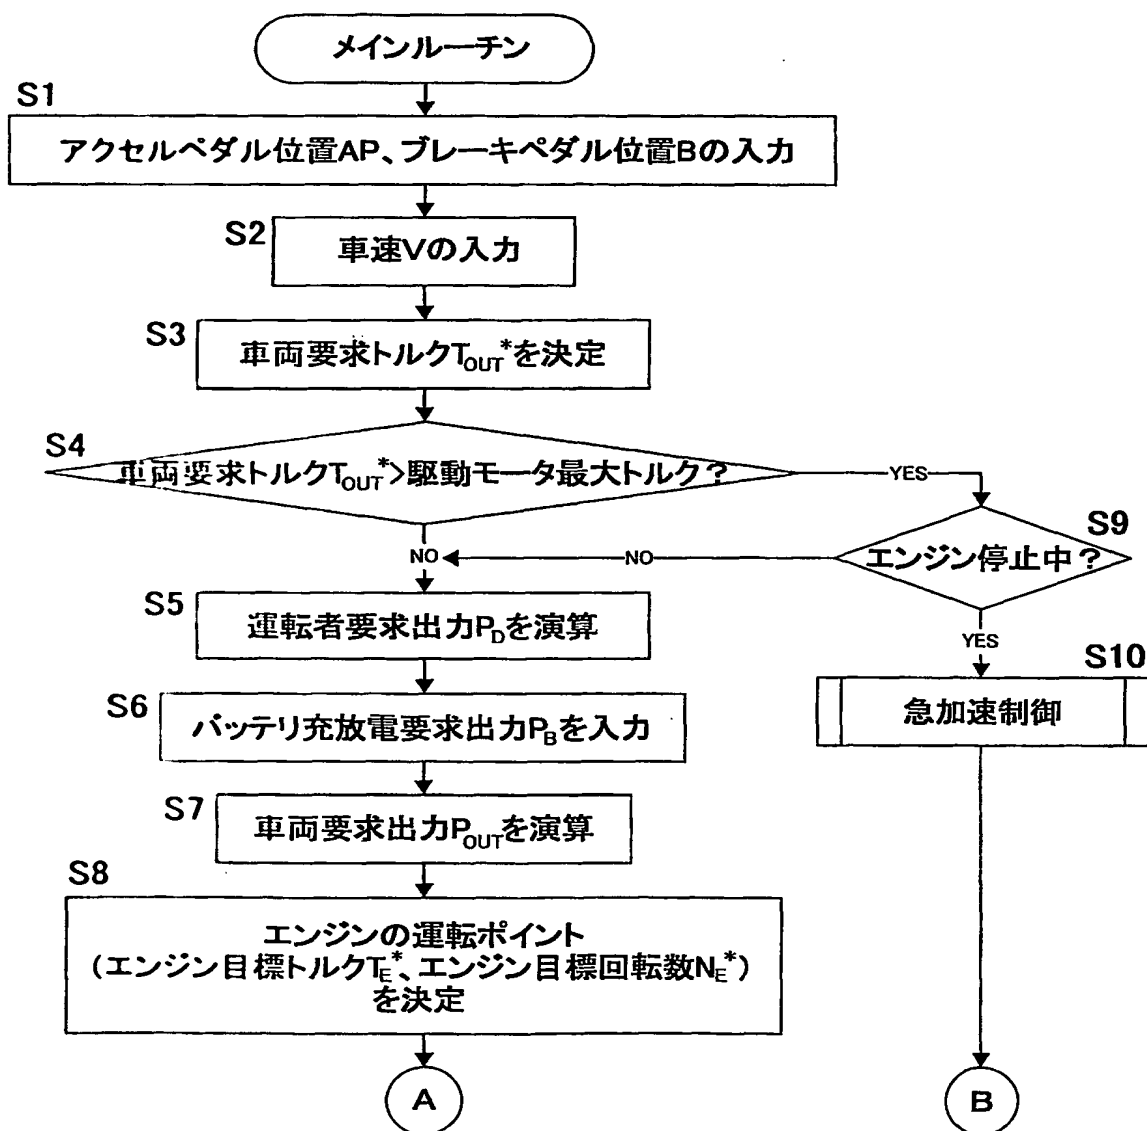 メインルーチン
S1
アクセルペダル位置AP、ブレーキペダル位置Bの入力
S2
車速Vの入力
S3
車両要求トルクTOUT*を決定
S4
車両要求トルクTOUT*>駆動モータ最大トルク?
YES
S9
エンジン停止中?
NO
NO
YES
S5
運転者要求出力PDを演算
S10
急加速制御
S6
バッテリ充放電要求出力PBを入力
S7
車両要求出力POUTを演算
S8
エンジンの運転ポイント
(エンジン目標トルクTE*、エンジン目標回転数NE*)
を決定
A
B